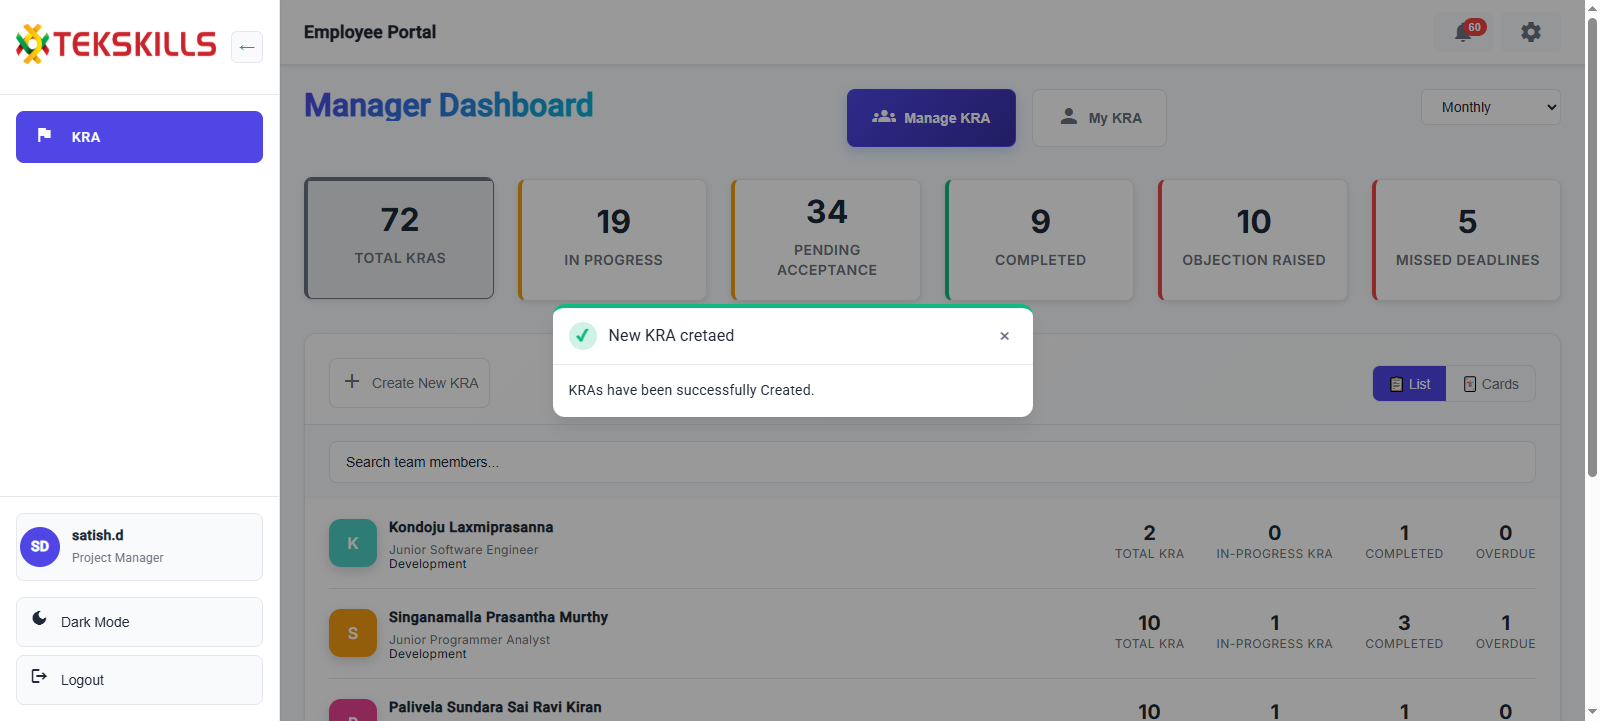 TEKSKILLS
←
KRA
satish.d
SD
Project Manager
Dark Mode
Logout
Employee Portal
60
Manager Dashboard
Manage KRA
My KRA
Monthly
72
TOTAL KRAS
19
IN PROGRESS
34
PENDING
ACCEPTANCE
9
COMPLETED
10
OBJECTION RAISED
5
MISSED DEADLINES
New KRA cretaed
×
KRAs have been successfully Created.
Create New KRA
List
Cards
Search team members...
K
Kondoju Laxmiprasanna
Junior Software Engineer
Development
2
TOTAL KRA
0
IN-PROGRESS KRA
1
COMPLETED
0
OVERDUE
S
Singanamalla Prasantha Murthy
Junior Programmer Analyst
Development
10
TOTAL KRA
1
IN-PROGRESS KRA
3
COMPLETED
1
OVERDUE
Palivela Sundara Sai Ravi Kiran
10
1
1
0